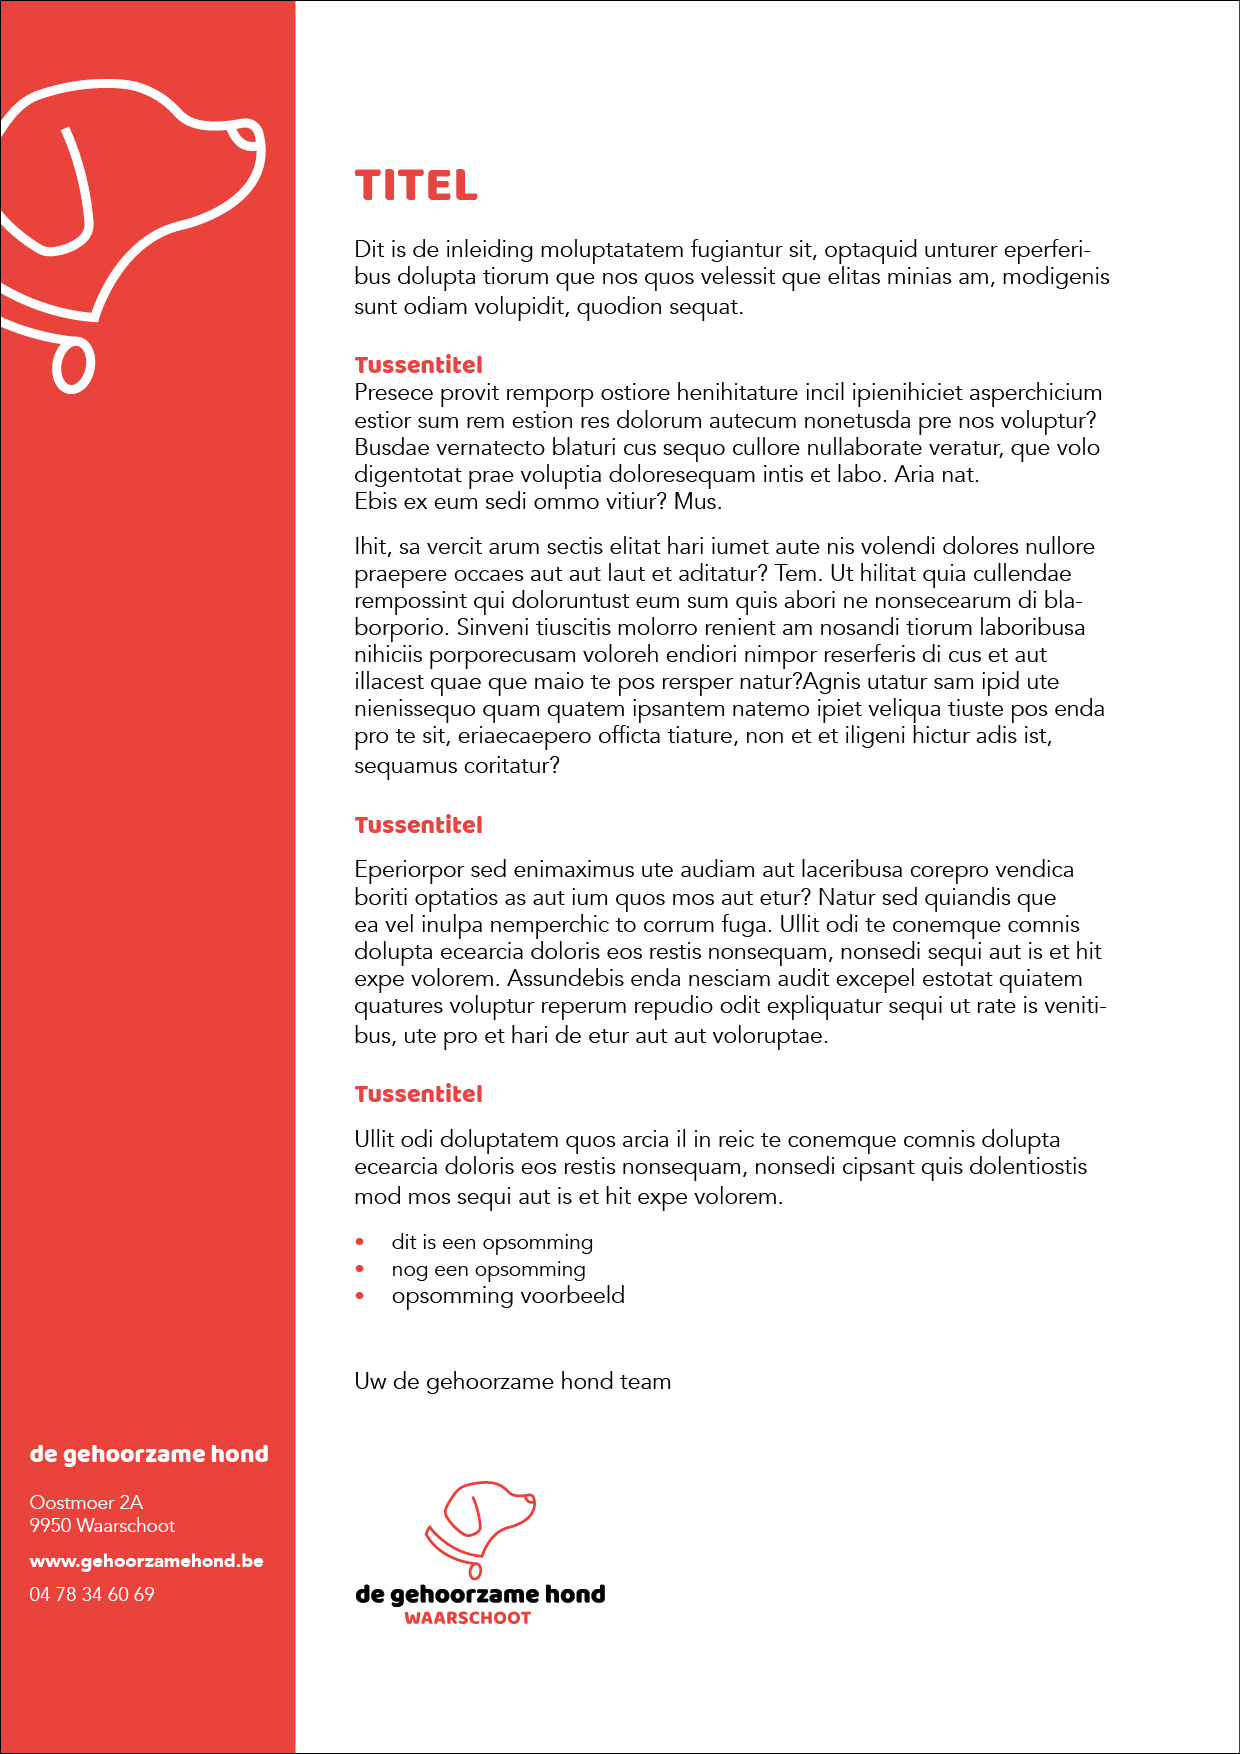 TITEL
Dit is de inleiding moluptatatem fugiantur sit, optaquid unturer eperferi-
bus dolupta tiorum que nos quos velessit que elitas minias am, modigenis
sunt odiam volupidit, quodion sequat.
Tussentitel
Presece provit remporp ostiore henihitature incil ipienihiciet asperchicium
estior sum rem estion res dolorum autecum nonetusda pre nos voluptur?
Busdae vernatecto blaturi cus sequo cullore nullaborate veratur, que volo
digentotat prae voluptia doloresequam intis et labo. Aria nat.
Ebis ex eum sedi ommo vitiur? Mus.
Ihit, sa vercit arum sectis elitat hari iumet aute nis volendi dolores nullore
praepere occaes aut aut laut et aditatur? Tem. Ut hilitat quia cullendae
rempossint qui doloruntust eum sum quis abori ne nonsecearum di bla-
borporio. Sinveni tiuscitis molorro renient am nosandi tiorum laboribusa
nihiciis porporecusam voloreh endiori nimpor reserferis di cus et aut
illacest quae que maio te pos rersper natur?Agnis utatur sam ipid ute
nienissequo quam quatem ipsantem natemo ipiet veliqua tiuste pos enda
pro te sit, eriaecaepero officta tiature, non et et iligeni hictur adis ist,
sequamus coritatur?
Tussentitel
Eperiorpor sed enimaximus ute audiam aut laceribusa corepro vendica
boriti optatios as aut ium quos mos aut etur? Natur sed quiandis que
ea vel inulpa nemperchic to corrum fuga. Ullit odi te conemque comnis
dolupta ecearcia doloris eos restis nonsequam, nonsedi sequi aut is et hit
expe volorem. Assundebis enda nesciam audit excepel estotat quiatem
quatures voluptur reperum repudio odit expliquatur sequi ut rate is veniti-
bus, ute pro et hari de etur aut aut voloruptae.
Tussentitel
Ullit odi doluptatem quos arcia il in reic te conemque comnis dolupta
ecearcia doloris eos restis nonsequam, nonsedi cipsant quis dolentiostis
mod mos sequi aut is et hit expe volorem.
• dit is een opsomming
• nog een opsomming
• opsomming voorbeeld
Uw de gehoorzame hond team
de gehoorzame hond
Oostmoer 2A
9950 Waarschoot
www.gehoorzamehond.be
04 78 34 60 69
de gehoorzame hond
WAARSCHOOT